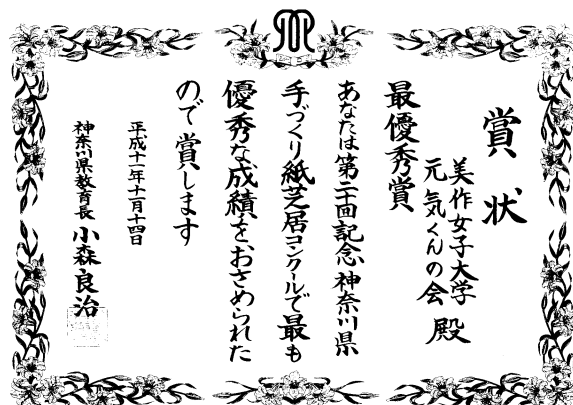 賞状
美作女子大学
元気くんの会 殿
最優秀賞
あなたは第二十回記念神奈川県
手づくり紙芝居コンクールで最も
優秀な成績をおさめられた
ので賞します
平成十一年十一月十四日
神奈川県教育長 小森良治